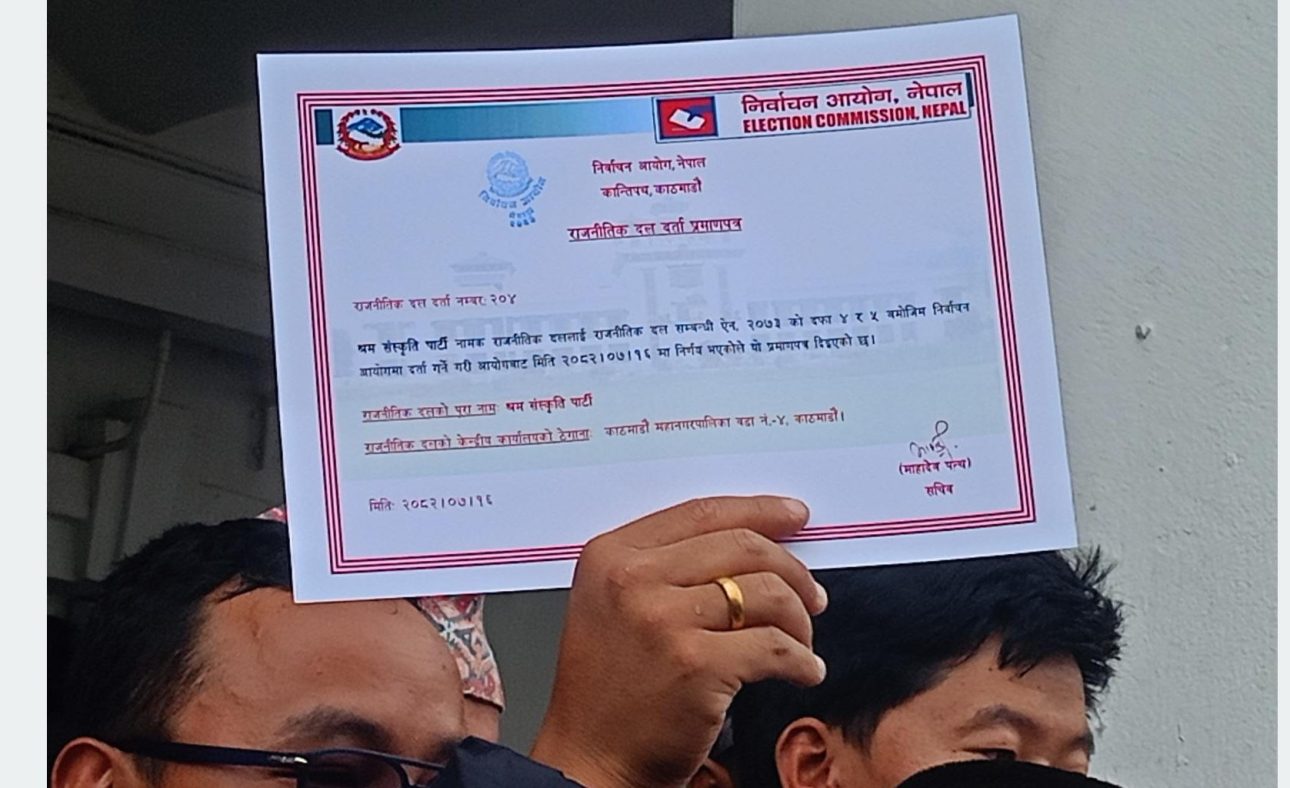 निर्वाचन आयोग, नेपाल
ELECTION COMMISSION, NEPAL
निर्वाचन आयोग, नेपाल
कान्तिपथ, काठमाडौं
निर्वाचन आयोग
राजनीतिक दल दर्ता प्रमाणपत्र
राजनीतिक दल दर्ता नम्बरः २०४
श्रम संस्कृति पार्टी नामक राजनीतिक दललाई राजनीतिक दल सम्बन्धी ऐन, २०७३ को दफा ४ र ५ बमोजिम निर्वाचन
आयोगमा दर्ता गर्ने गरी आयोगबाट मिति २०८२।०७।१६ मा निर्णय भएकोले यो प्रमाणपत्र दिइएको छ।
राजनीतिक दलको पुरा नामः श्रम संस्कृति पार्टी
राजनीतिक दलको केन्द्रीय कार्यालयको ठेगानाः काठमाडौं महानगरपालिका वडा नं.-४, काठमाडौं।
(माहादेव पन्थ)
सचिव
मितिः २०८२।०७।१६